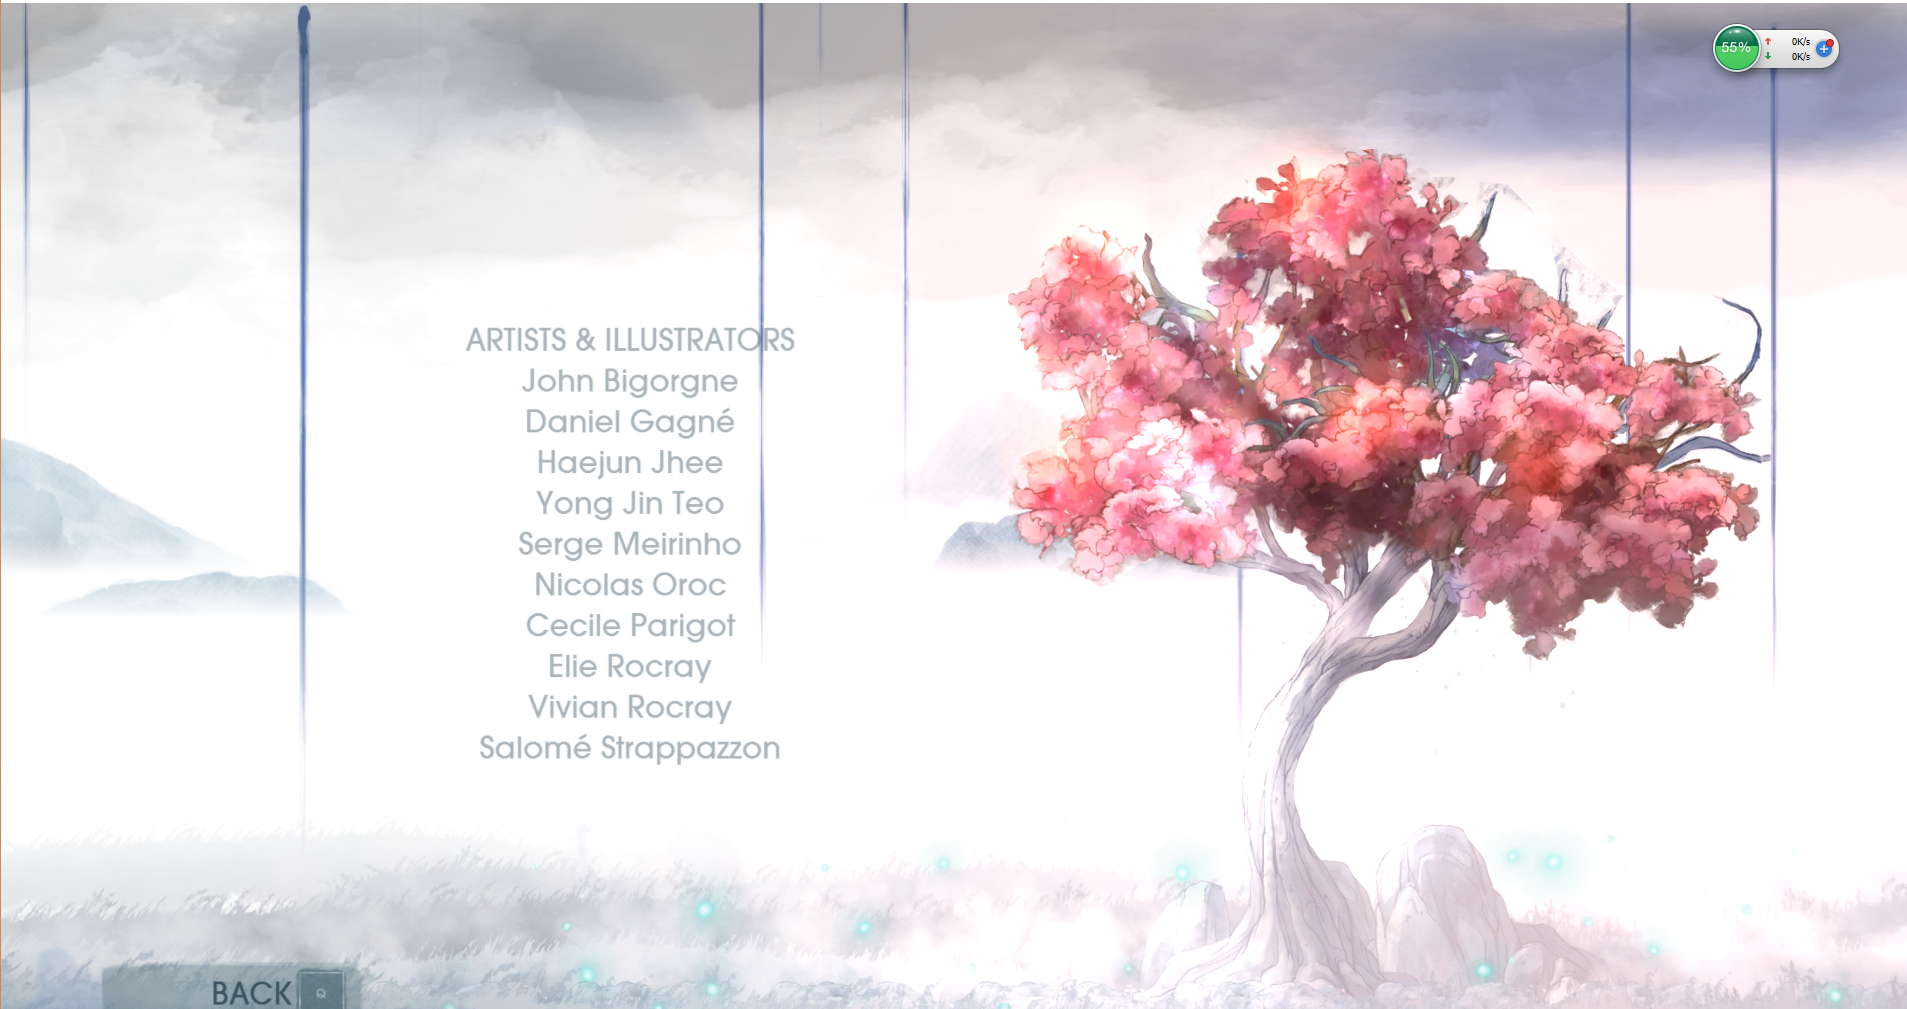 55%
0K/s
0K/s
ARTISTS & ILLUSTRATORS
John Bigorgne
Daniel Gagné
Haejun Jhee
Yong Jin Teo
Serge Meirinho
Nicolas Oroc
Cecile Parigot
Elie Rocray
Vivian Rocray
Salomé Strappazzon
BACK Q